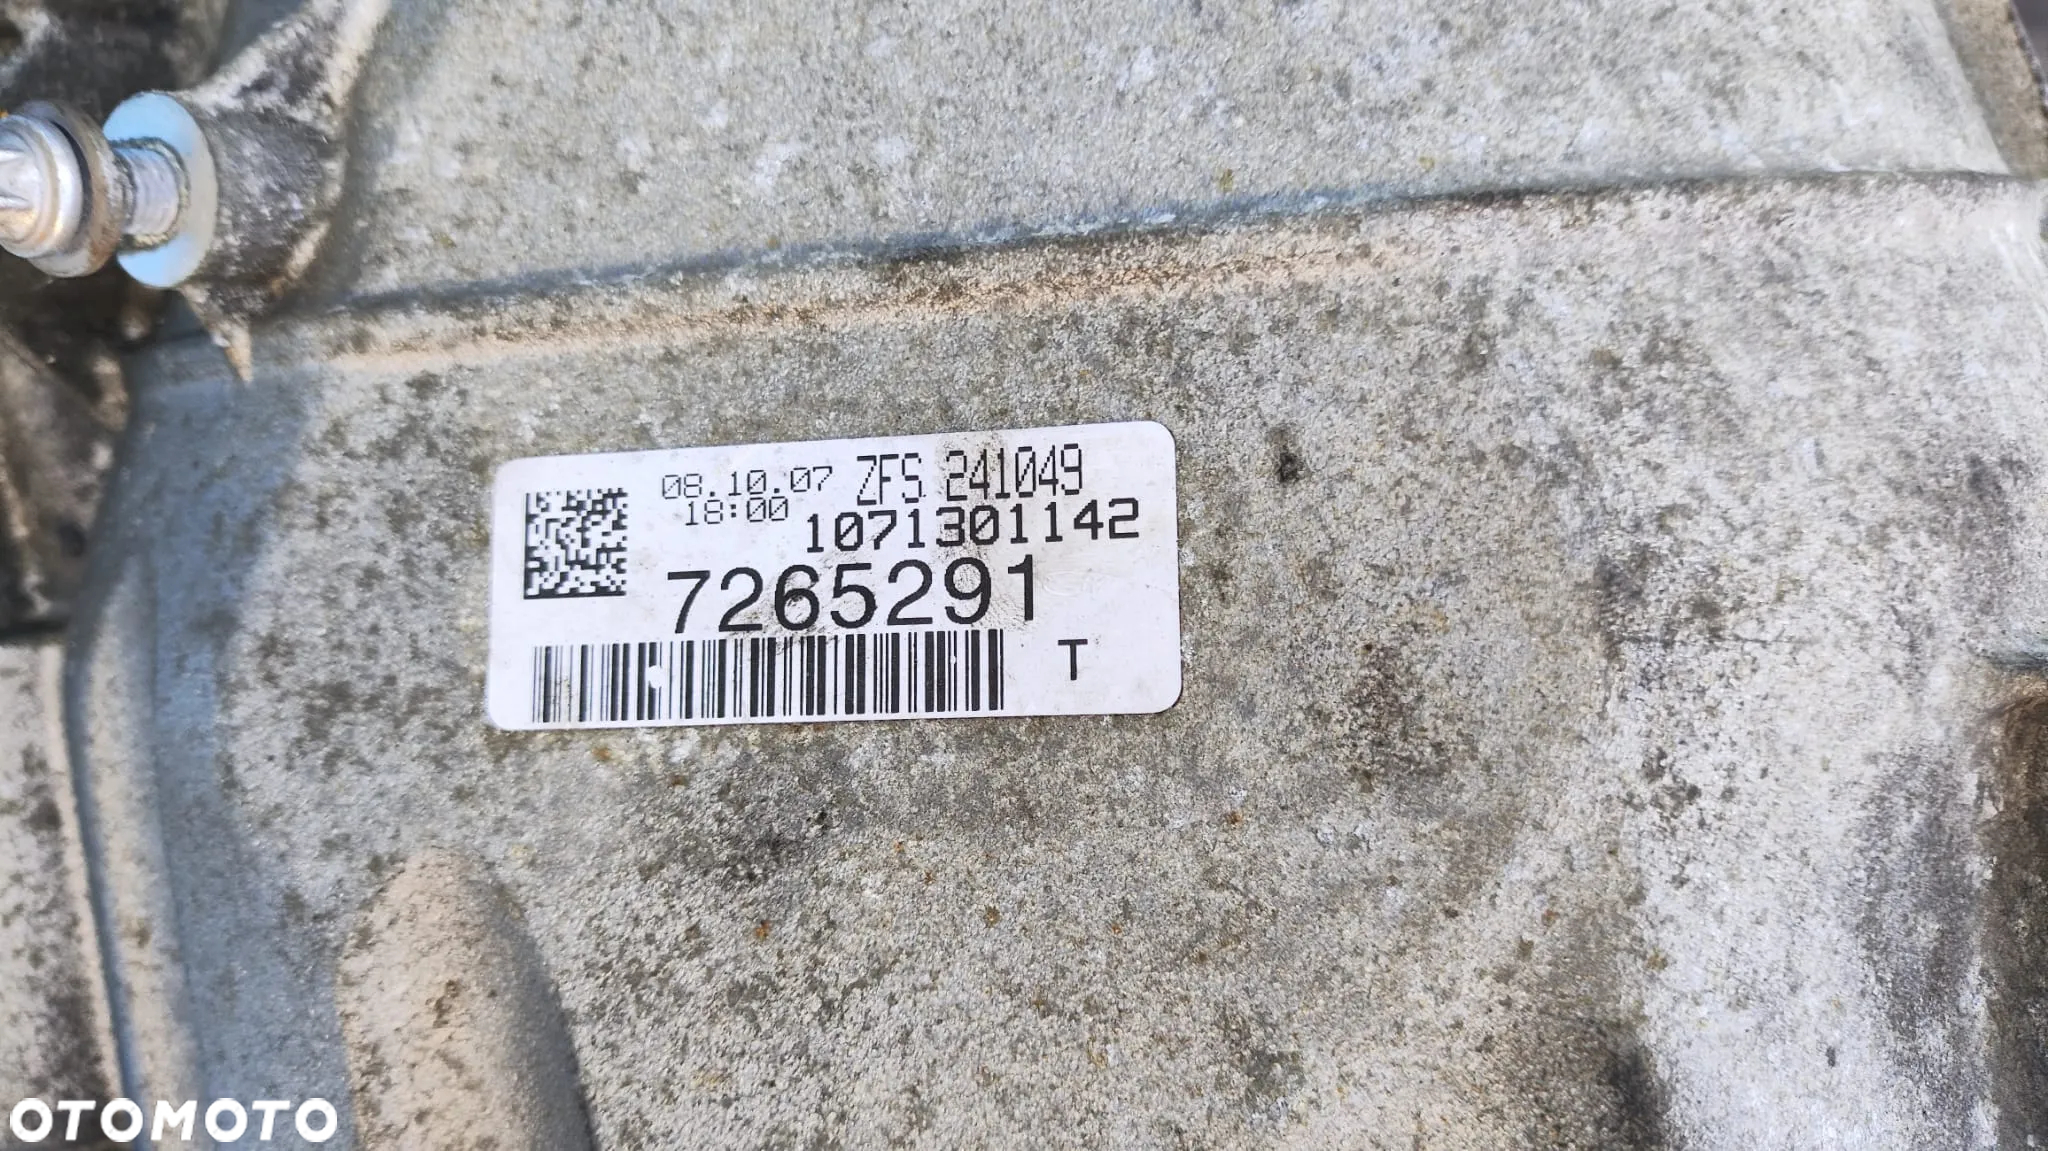 08.10.07 ZFS 241049
18:00 1071301142
7265291
T
OTOMOTO